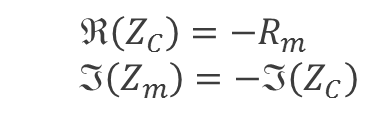 ℜ(Z_C) = −R_m
ℑ(Z_m) = −ℑ(Z_C)